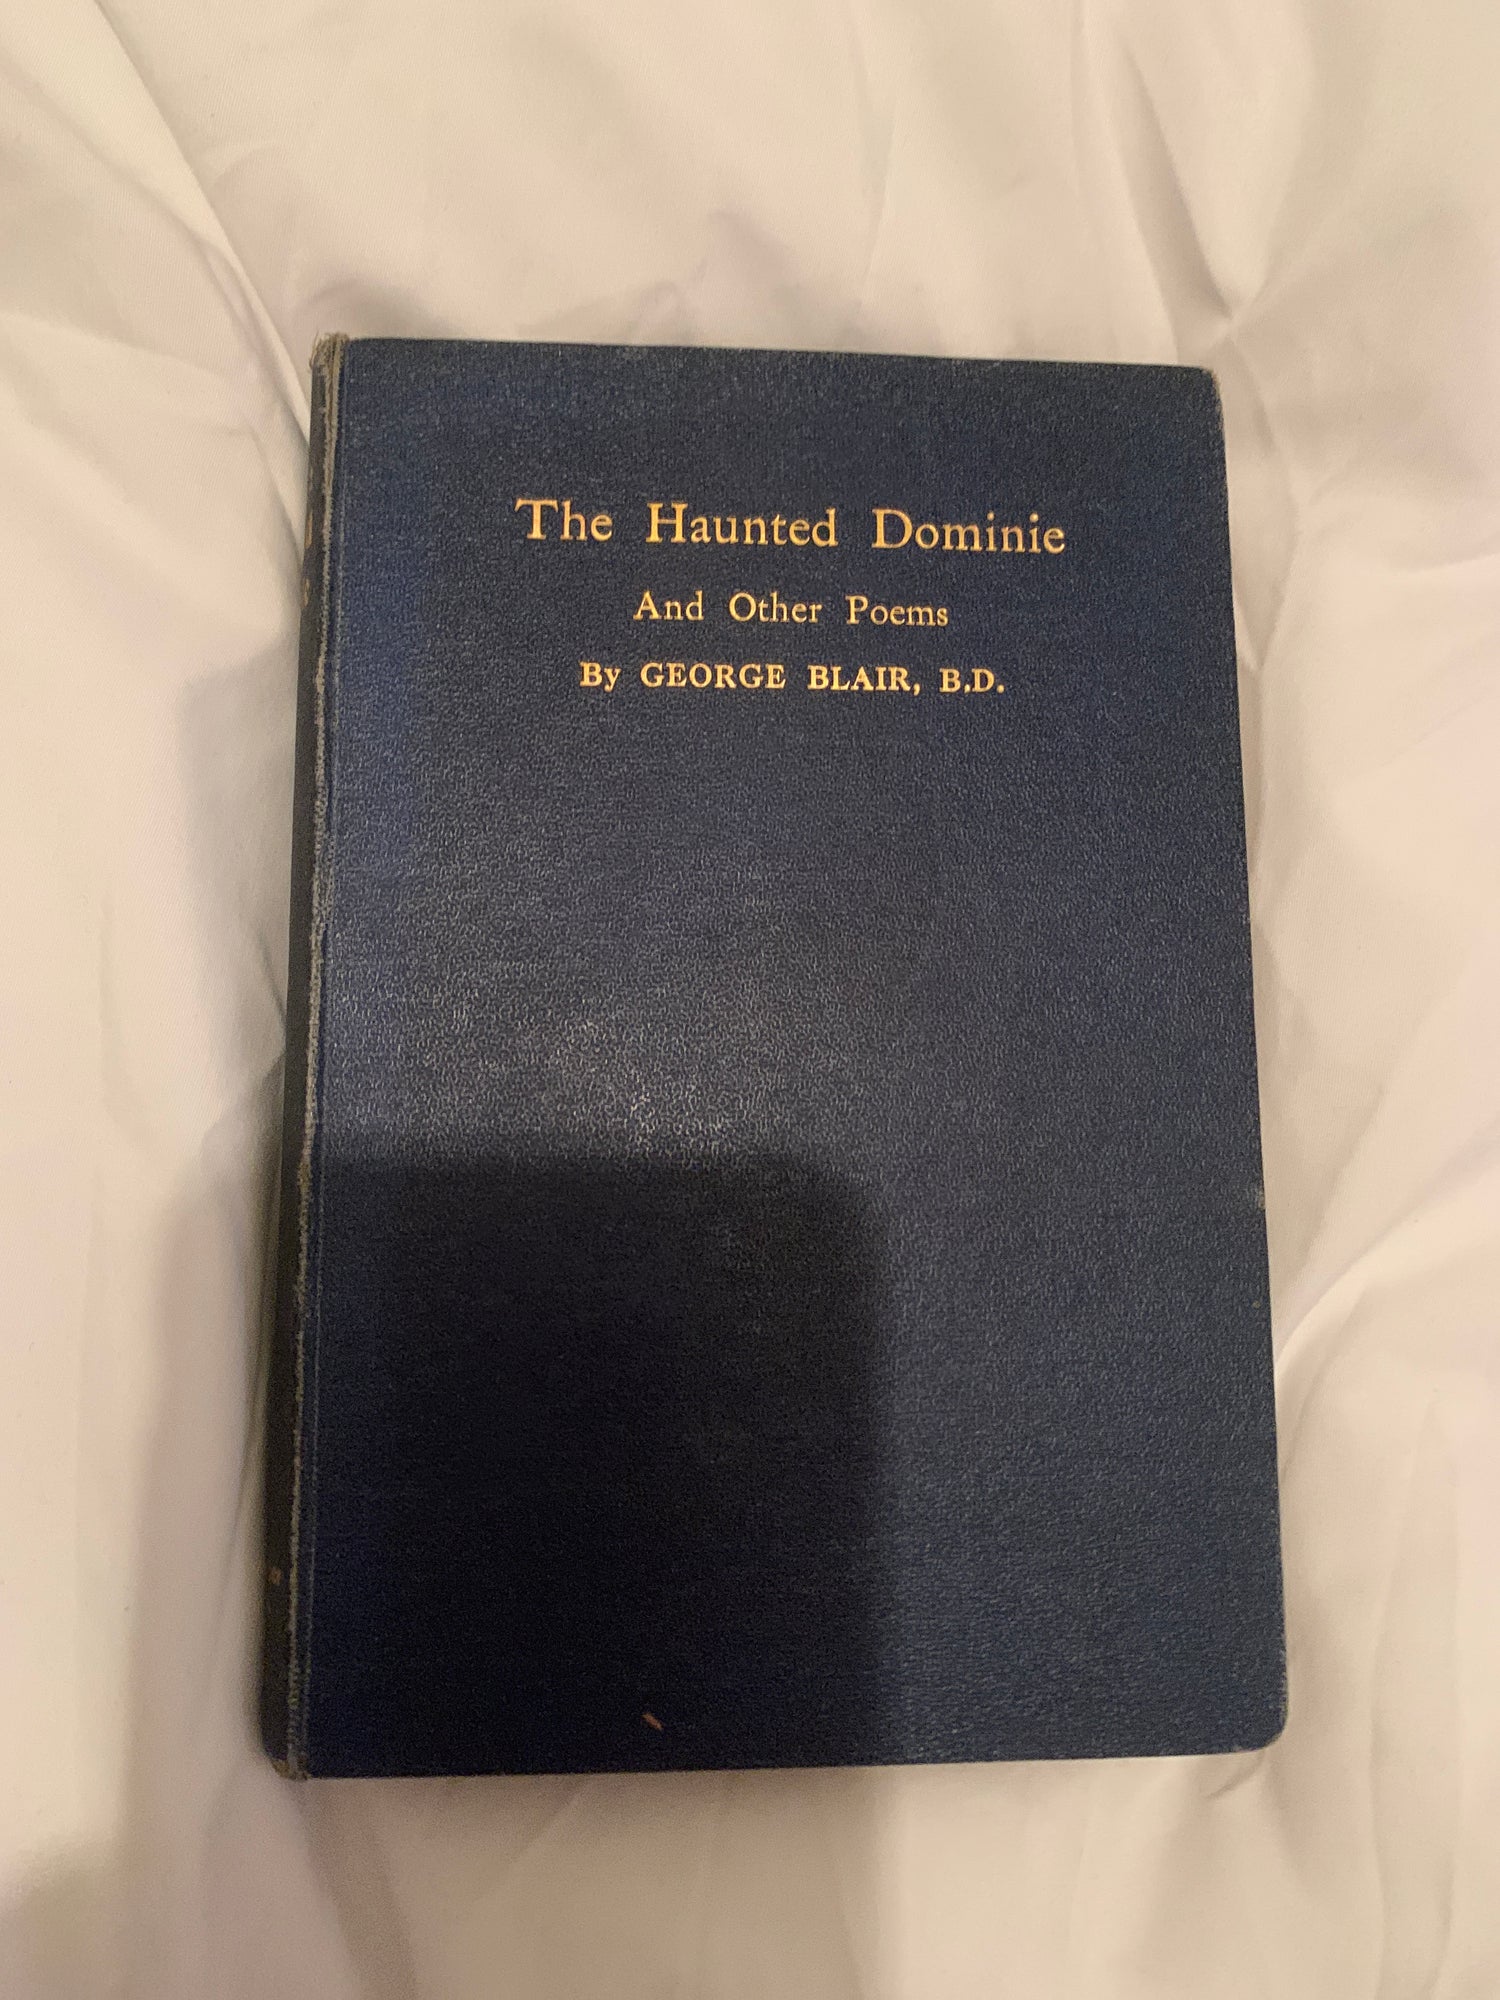 The Haunted Dominie
And Other Poems
By GEORGE BLAIR, B.D.